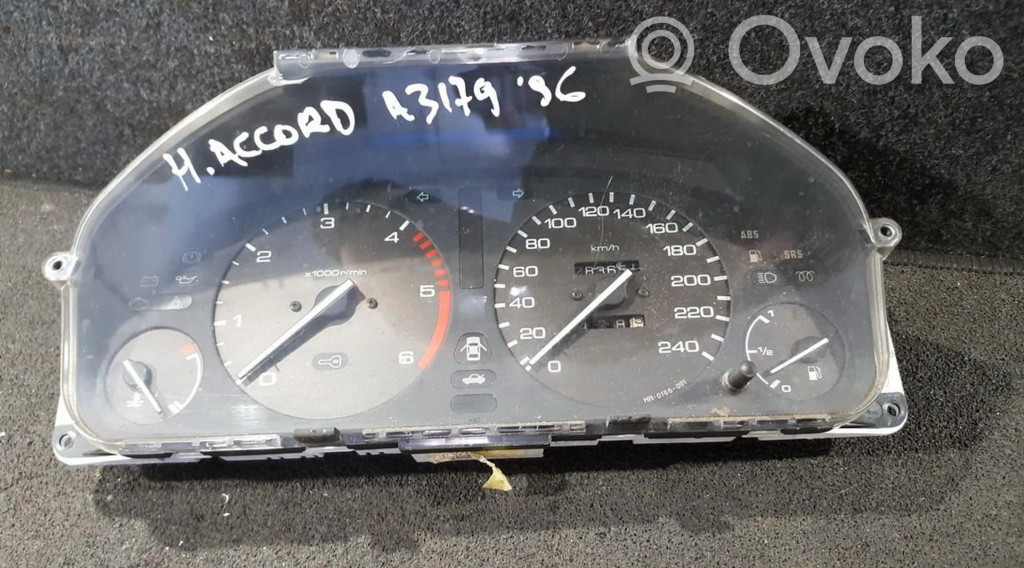 Ovoko
H. ACCORD A3179 '96
0 1 2 3 4 5 6
x1000r/min
0 20 40 60 80 100 120 140 160 180 200 220 240
km/h
ABS
SRS
1
1/2
0
HR-0166-001